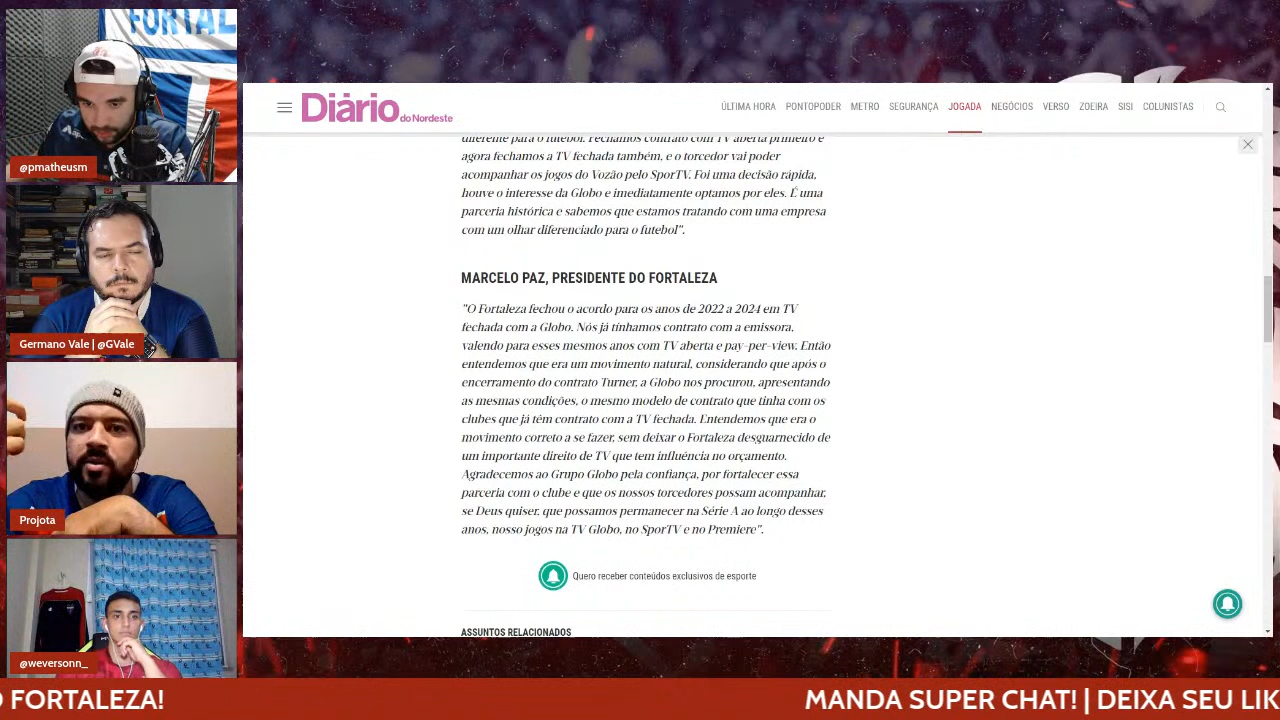 FORTAL
@pmatheusm
Germano Vale | @GVale
Projota
@weversonn_
Diário do Nordeste
ÚLTIMA HORA PONTOPODER METRO SEGURANÇA JOGADA NEGÓCIOS VERSO ZOEIRA SISI COLUNISTAS
diferente para o futebol. Fechamos contrato com TV aberta primeiro e
agora fechamos a TV fechada também, e o torcedor vai poder
acompanhar os jogos do Vozão pelo SporTV. Foi uma decisão rápida,
houve o interesse da Globo e imediatamente optamos por eles. É uma
parceria histórica e sabemos que estamos tratando com uma empresa
com um olhar diferenciado para o futebol".
MARCELO PAZ, PRESIDENTE DO FORTALEZA
"O Fortaleza fechou o acordo para os anos de 2022 a 2024 em TV
fechada com a Globo. Nós já tínhamos contrato com a emissora,
valendo para esses mesmos anos com TV aberta e pay-per-view. Então
entendemos que era um movimento natural, considerando que após o
encerramento do contrato Turner, a Globo nos procurou, apresentando
as mesmas condições, o mesmo modelo de contrato que tinha com os
clubes que já têm contrato com a TV fechada. Entendemos que era o
movimento correto a se fazer, sem deixar o Fortaleza desguarnecido de
um importante direito de TV que tem influência no orçamento.
Agradecemos ao Grupo Globo pela confiança, por fortalecer essa
parceria com o clube e que os nossos torcedores possam acompanhar,
se Deus quiser, que possamos permanecer na Série A ao longo desses
anos, nosso jogos na TV Globo, no SporTV e no Premiere".
Quero receber conteúdos exclusivos de esporte
ASSUNTOS RELACIONADOS
O FORTALEZA! MANDA SUPER CHAT! | DEIXA SEU LIK